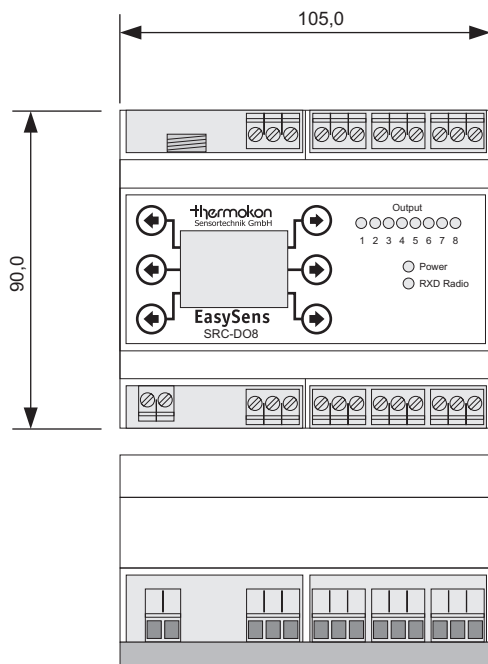 105,0
90,0
thermokon
Sensortechnik GmbH
Output
1 2 3 4 5 6 7 8
Power
RXD Radio
EasySens
SRC-DO8